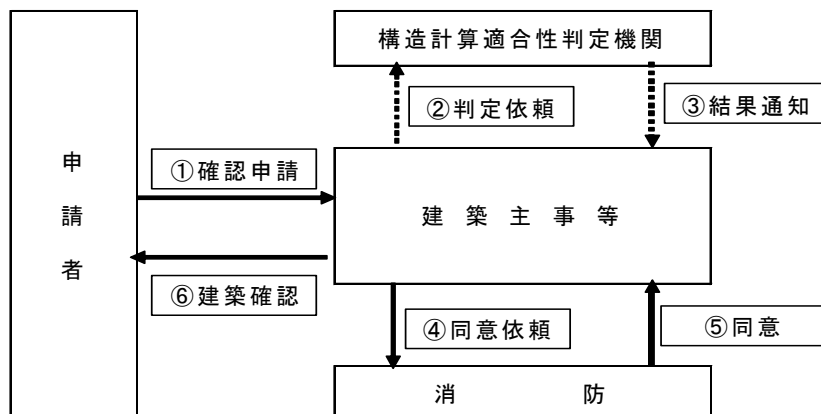 構造計算適合性判定機関
②判定依頼
③結果通知
申請者
①確認申請
建築主事等
⑥建築確認
④同意依頼
⑤同意
消防